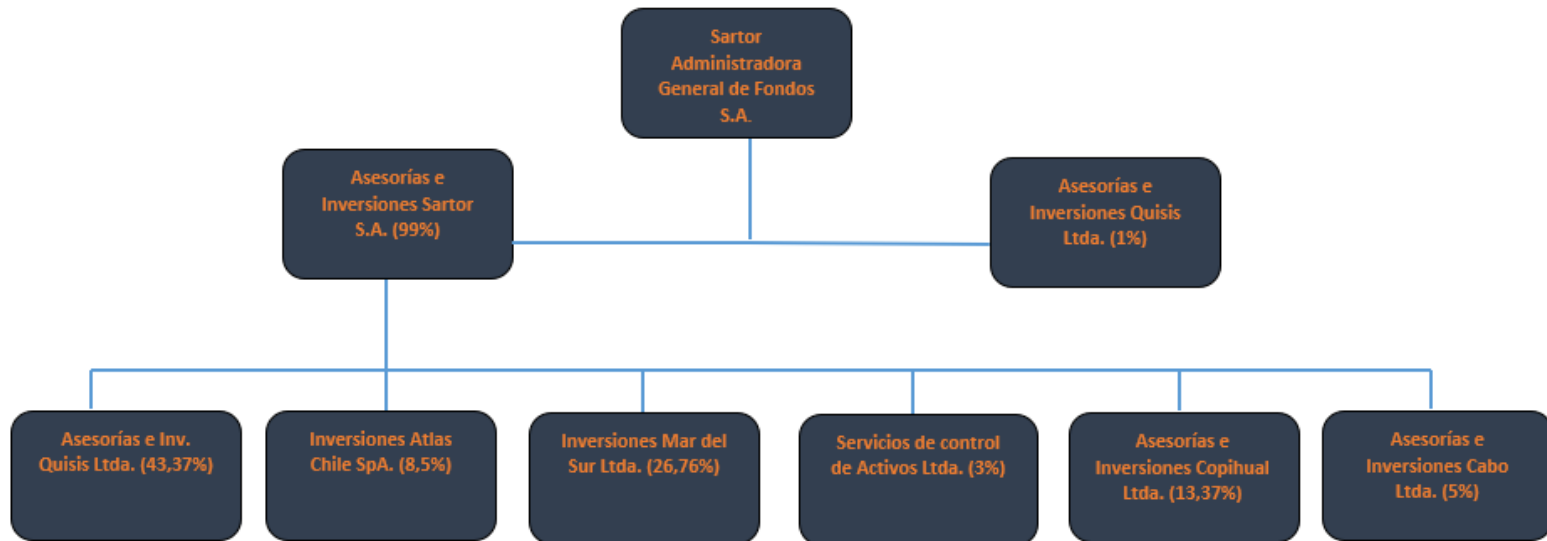 Sartor
Administradora
General de Fondos
S.A.
Asesorías e
Inversiones Sartor
S.A. (99%)
Asesorías e
Inversiones Quisis
Ltda. (1%)
Asesorías e Inv.
Quisis Ltda. (43,37%)
Inversiones Atlas
Chile SpA. (8,5%)
Inversiones Mar del
Sur Ltda. (26,76%)
Servicios de control
de Activos Ltda. (3%)
Asesorías e
Inversiones Copihual
Ltda. (13,37%)
Asesorías e
Inversiones Cabo
Ltda. (5%)